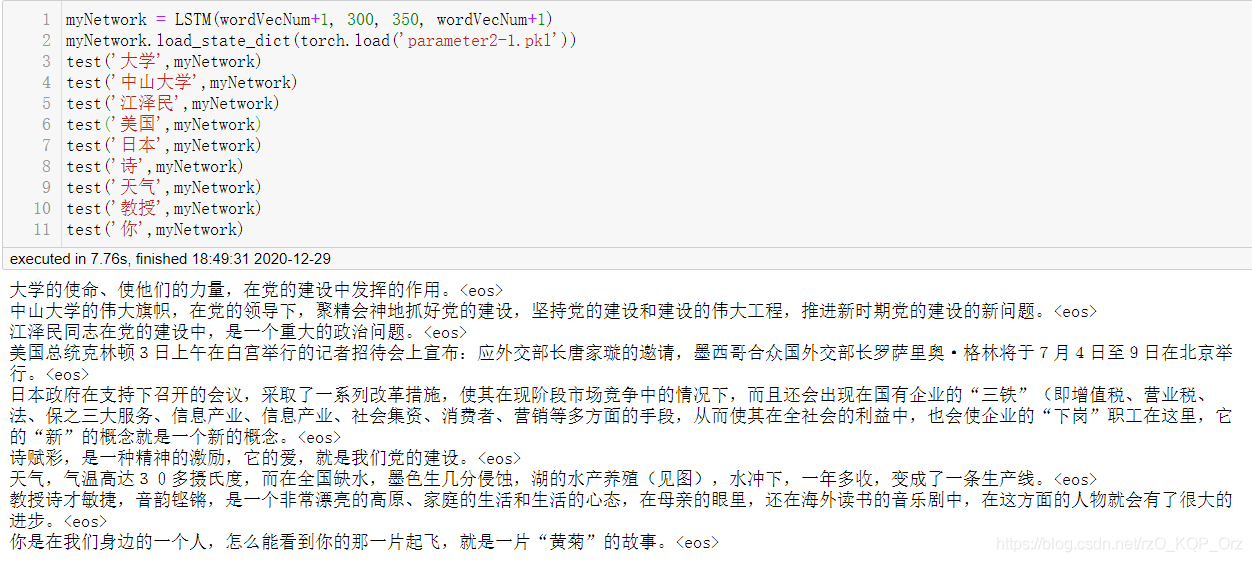 1 myNetwork = LSTM(wordVecNum+1, 300, 350, wordVecNum+1)
2 myNetwork.load_state_dict(torch.load('parameter2-1.pkl'))
3 test('大学',myNetwork)
4 test('中山大学',myNetwork)
5 test('江泽民',myNetwork)
6 test('美国',myNetwork)
7 test('日本',myNetwork)
8 test('诗',myNetwork)
9 test('天气',myNetwork)
10 test('教授',myNetwork)
11 test('你',myNetwork)
executed in 7.76s, finished 18:49:31 2020-12-29
大学的使命、使他们的力量，在党的建设中发挥的作用。<eos>
中山大学的伟大旗帜，在党的领导下，聚精会神地抓好党的建设，坚持党的建设和建设的伟大工程，推进新时期党的建设的新问题。<eos>
江泽民同志在党的建设中，是一个重大的政治问题。<eos>
美国总统克林顿３日上午在白宫举行的记者招待会上宣布：应外交部长唐家璇的邀请，墨西哥合众国外交部长罗萨里奥·格林将于７月４日至９日在北京举
行。<eos>
日本政府在支持下召开的会议，采取了一系列改革措施，使其在现阶段市场竞争中的情况下，而且还会出现在国有企业的“三铁”（即增值税、营业税、
法、保之三大服务、信息产业、信息产业、社会集资、消费者、营销等多方面的手段，从而使其在全社会的利益中，也会使企业的“下岗”职工在这里，它
的“新”的概念就是一个新的概念。<eos>
诗赋彩，是一种精神的激励，它的爱，就是我们党的建设。<eos>
天气，气温高达３０多摄氏度，而在全国缺水，墨色生几分侵蚀，湖的水产养殖（见图），水冲下，一年多收，变成了一条生产线。<eos>
教授诗才敏捷，音韵铿锵，是一个非常漂亮的高原、家庭的生活和生活的心态，在母亲的眼里，还在海外读书的音乐剧中，在这方面的人物就会有了很大的
进步。<eos>
你是在我们身边的一个人，怎么能看到你的那一片起飞，就是一片“黄菊”的故事。<eos>
https://blog.csdn.net/rzO_KQP_Orz